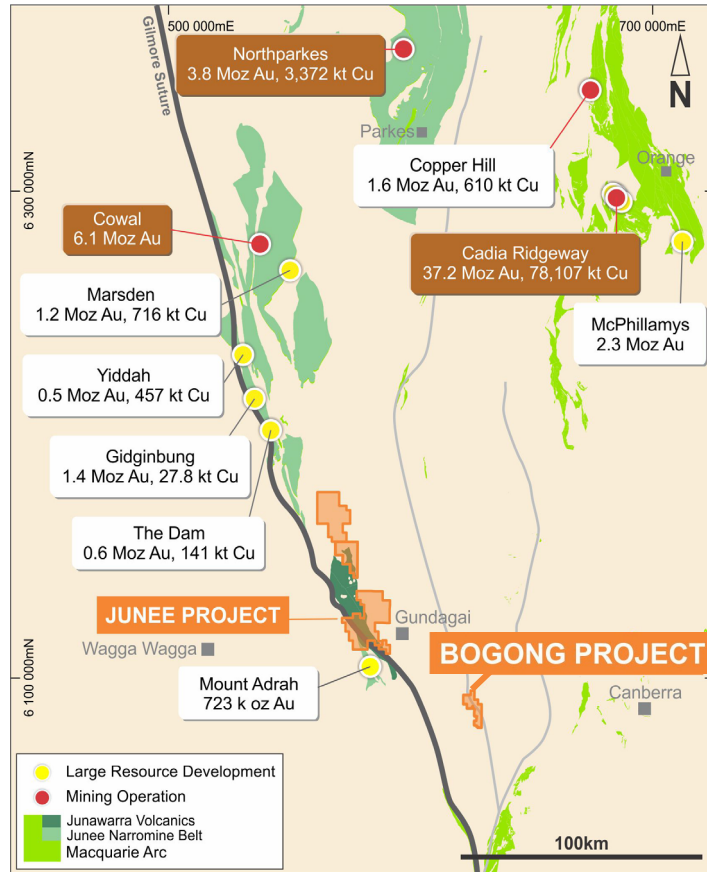 500 000mE
700 000mE
Gilmore Suture
Northparkes
3.8 Moz Au, 3,372 kt Cu
N
Parkes
Copper Hill
1.6 Moz Au, 610 kt Cu
Orange
6 300 000mN
Cowal
6.1 Moz Au
Cadia Ridgeway
37.2 Moz Au, 78,107 kt Cu
Marsden
1.2 Moz Au, 716 kt Cu
McPhillamys
2.3 Moz Au
Yiddah
0.5 Moz Au, 457 kt Cu
Gidginbung
1.4 Moz Au, 27.8 kt Cu
The Dam
0.6 Moz Au, 141 kt Cu
JUNEE PROJECT
Gundagai
Wagga Wagga
BOGONG PROJECT
6 100 000mN
Mount Adrah
723 k oz Au
Canberra
Large Resource Development
Mining Operation
Junawarra Volcanics
Junee Narromine Belt
Macquarie Arc
100km